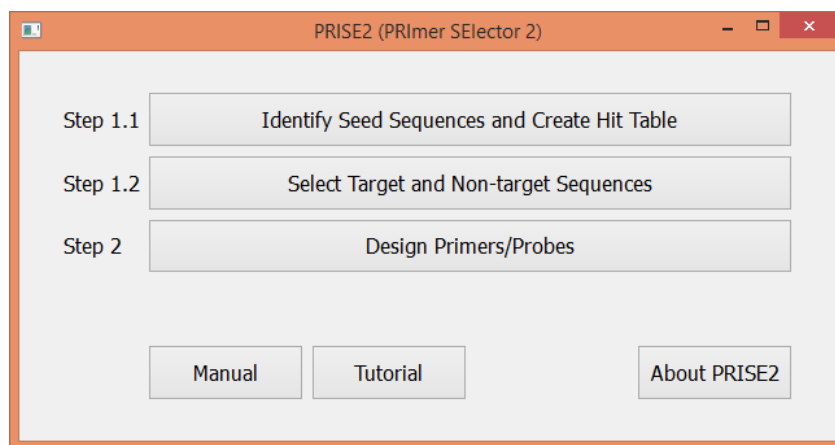 PRISE2 (PRImer SElector 2)
Step 1.1 Identify Seed Sequences and Create Hit Table
Step 1.2 Select Target and Non-target Sequences
Step 2 Design Primers/Probes
Manual Tutorial About PRISE2